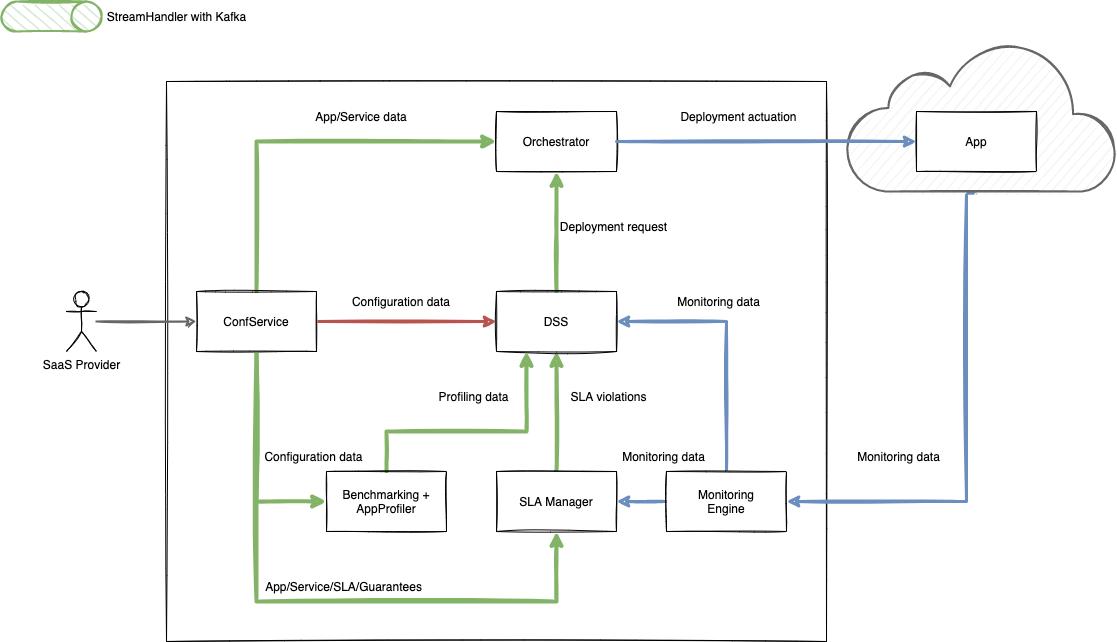 StreamHandler with Kafka
App/Service data
Deployment actuation
Orchestrator
App
Deployment request
Configuration data
Monitoring data
ConfService
DSS
SaaS Provider
Profiling data
SLA violations
Configuration data
Monitoring data
Monitoring data
Benchmarking +
AppProfiler
SLA Manager
Monitoring
Engine
App/Service/SLA/Guarantees